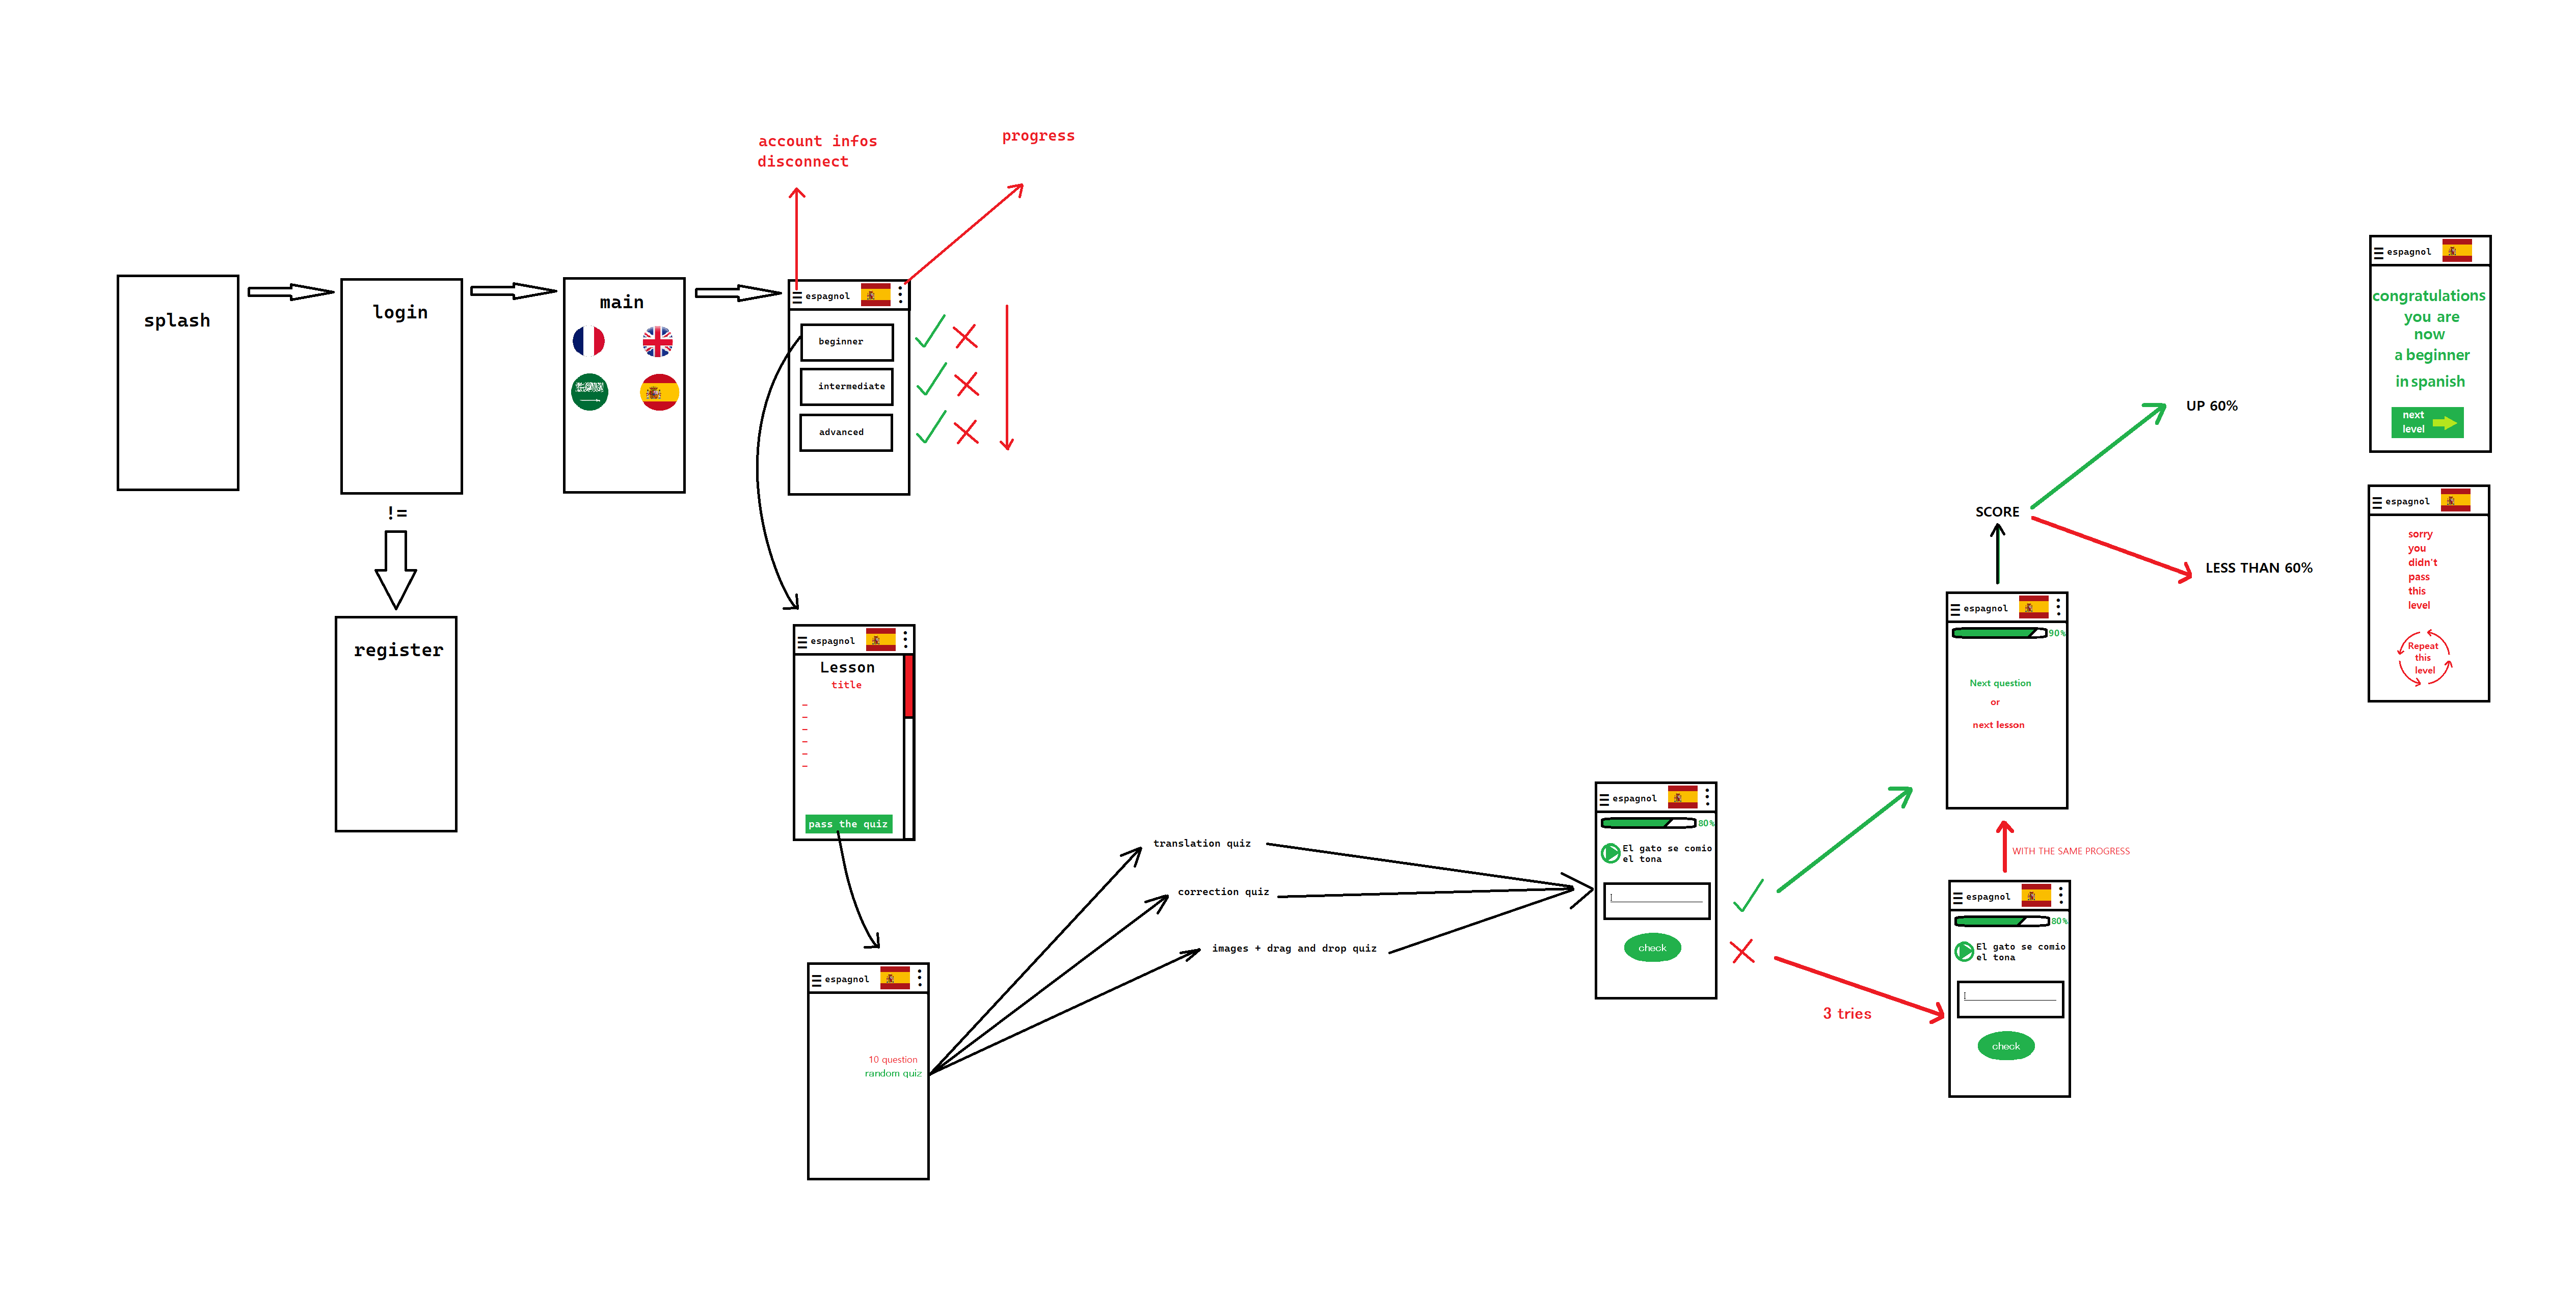 splash
login
!=
register
main
account infos
disconnect
progress
espagnol
beginner
intermediate
advanced
espagnol
Lesson
title
pass the quiz
espagnol
10 question
random quiz
translation quiz
correction quiz
images + drag and drop quiz
espagnol
80%
El gato se comio
el tona
check
3 tries
espagnol
80%
El gato se comio
el tona
check
WITH THE SAME PROGRESS
espagnol
90%
Next question
or
next lesson
SCORE
UP 60%
LESS THAN 60%
espagnol
congratulations
you are
now
a beginner
in spanish
next
level
espagnol
sorry
you
didn't
pass
this
level
Repeat
this
level